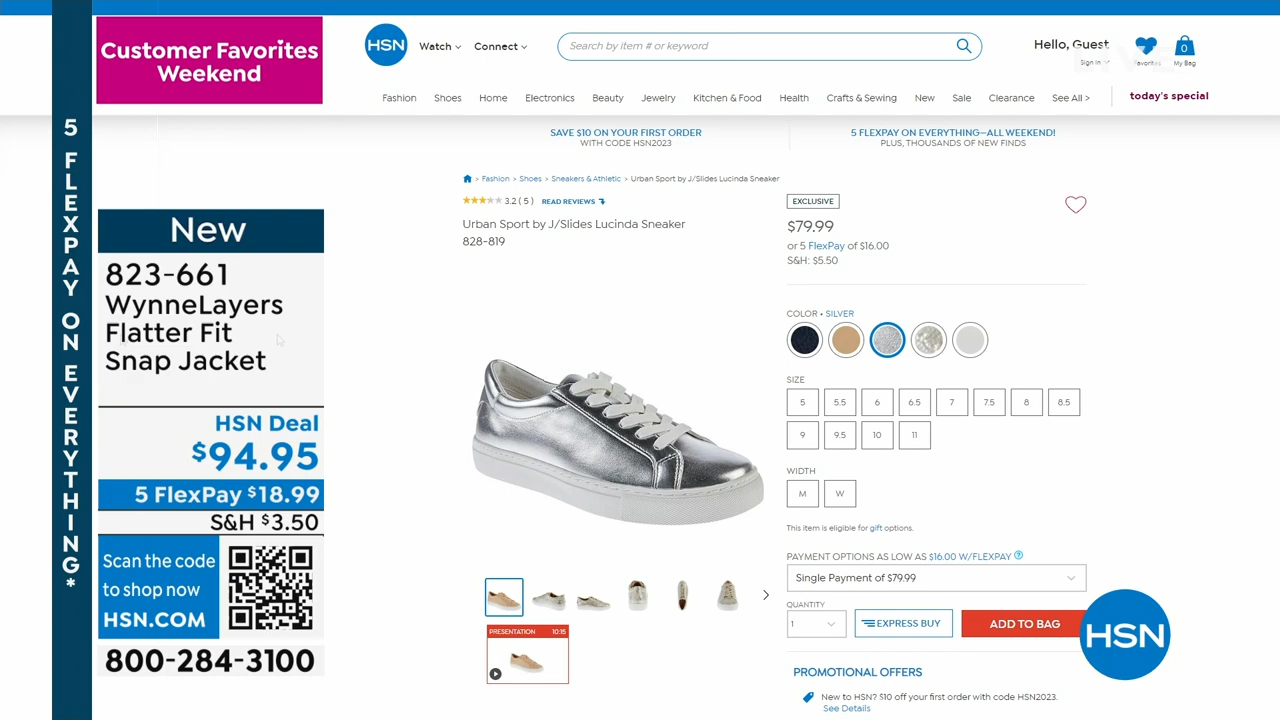 Customer Favorites
Weekend
5 FLEXPAY ON EVERYTHING*
New
823-661
WynneLayers
Flatter Fit
Snap Jacket
HSN Deal
$94.95
5 FlexPay $18.99
S&H $3.50
Scan the code
to shop now
HSN.COM
800-284-3100
HSN
Watch
Connect
Search by item # or keyword
Hello, Guest
Sign In
Favorites
0
My Bag
Fashion Shoes Home Electronics Beauty Jewelry Kitchen & Food Health Crafts & Sewing New Sale Clearance See All > today's special
SAVE $10 ON YOUR FIRST ORDER
WITH CODE HSN2023
5 FLEXPAY ON EVERYTHING—ALL WEEKEND!
PLUS, THOUSANDS OF NEW FINDS
> Fashion > Shoes > Sneakers & Athletic > Urban Sport by J/Slides Lucinda Sneaker
3.2 ( 5 ) READ REVIEWS
Urban Sport by J/Slides Lucinda Sneaker
828-819
EXCLUSIVE
$79.99
or 5 FlexPay of $16.00
S&H: $5.50
COLOR • SILVER
SIZE
5 5.5 6 6.5 7 7.5 8 8.5
9 9.5 10 11
WIDTH
M W
This item is eligible for gift options.
PAYMENT OPTIONS AS LOW AS $16.00 W/FLEXPAY ?
Single Payment of $79.99
QUANTITY
1
EXPRESS BUY
ADD TO BAG
PRESENTATION 10:15
HSN
PROMOTIONAL OFFERS
New to HSN? $10 off your first order with code HSN2023.
See Details